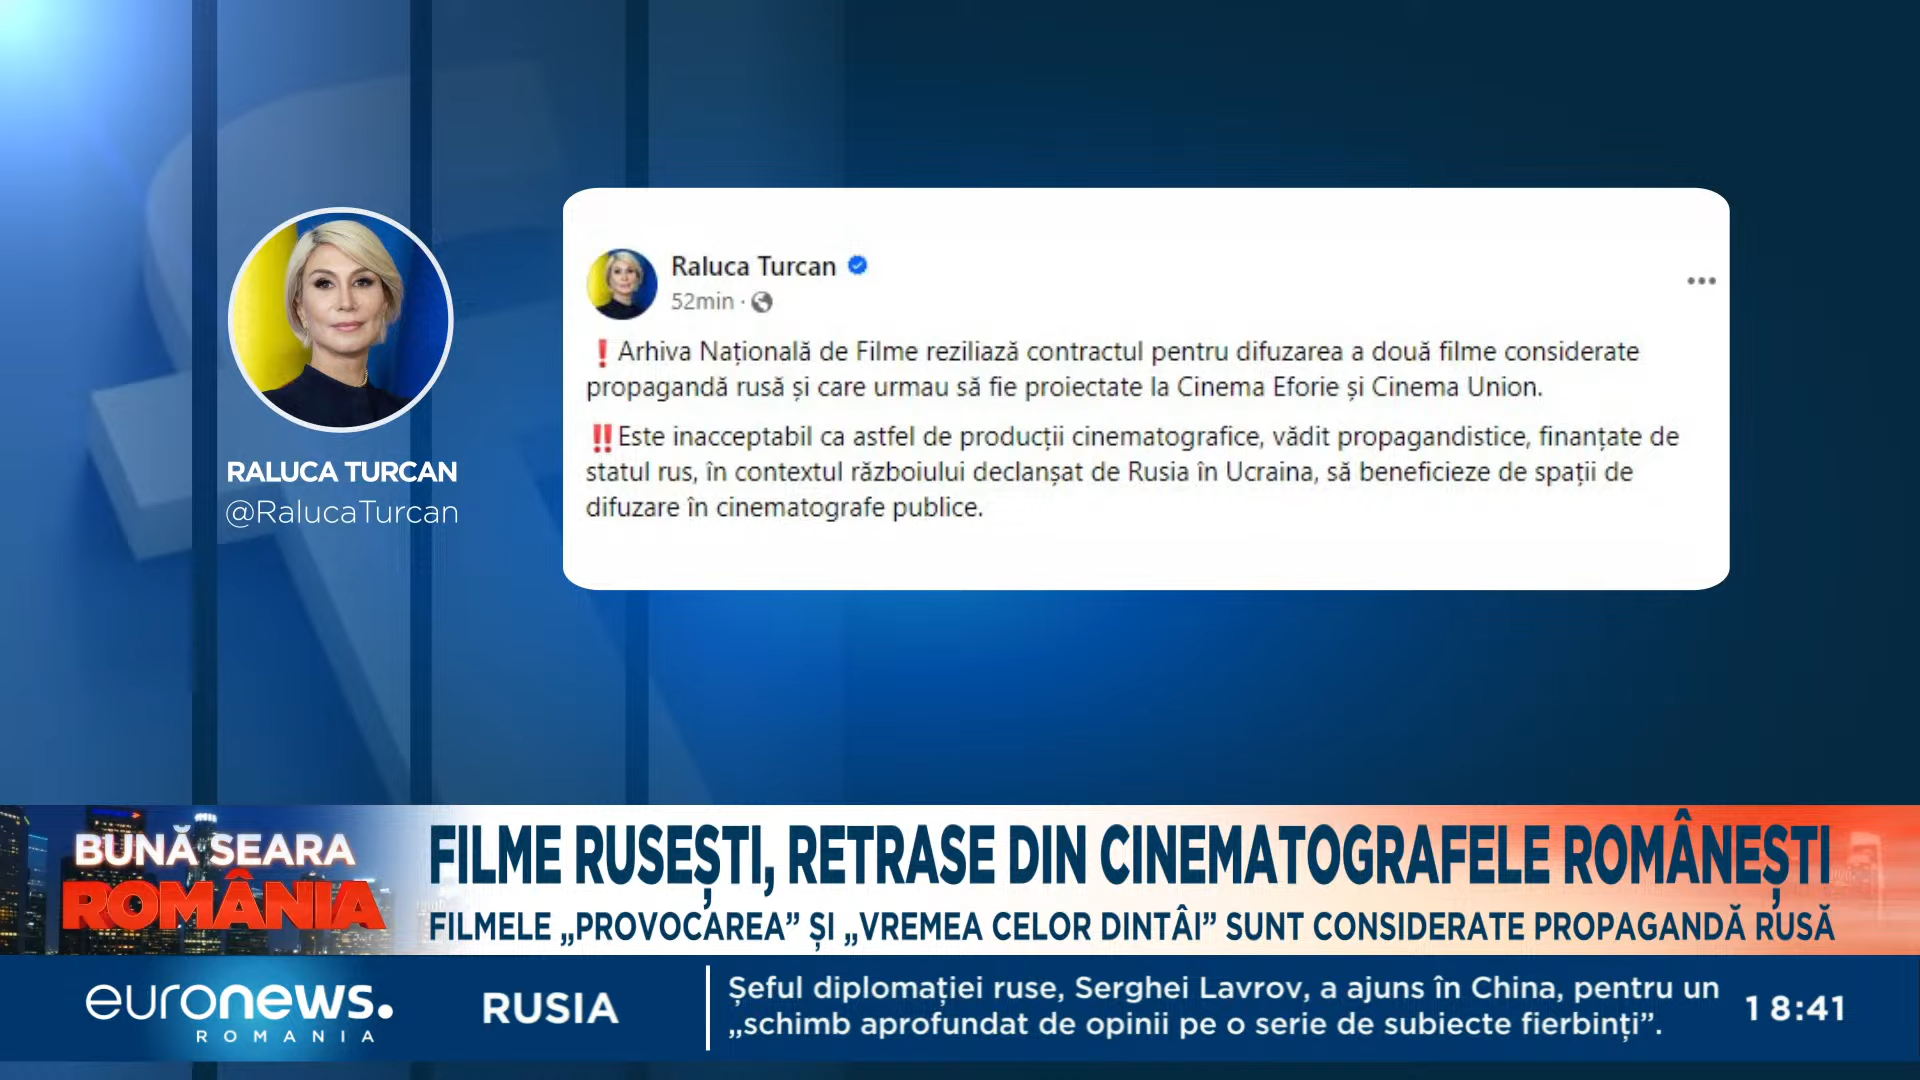 RALUCA TURCAN
@RalucaTurcan
Raluca Turcan
52min ·
❗Arhiva Națională de Filme reziliază contractul pentru difuzarea a două filme considerate
propagandă rusă și care urmau să fie proiectate la Cinema Eforie și Cinema Union.
‼️Este inacceptabil ca astfel de producții cinematografice, vădit propagandistice, finanțate de
statul rus, în contextul războiului declanșat de Rusia în Ucraina, să beneficieze de spații de
difuzare în cinematografe publice.
BUNĂ SEARA
ROMÂNIA
FILME RUSEȘTI, RETRASE DIN CINEMATOGRAFELE ROMÂNEȘTI
FILMELE „PROVOCAREA” ȘI „VREMEA CELOR DINTÂI” SUNT CONSIDERATE PROPAGANDĂ RUSĂ
euronews.
ROMANIA
RUSIA
Șeful diplomației ruse, Serghei Lavrov, a ajuns în China, pentru un
„schimb aprofundat de opinii pe o serie de subiecte fierbinți”.
18:41